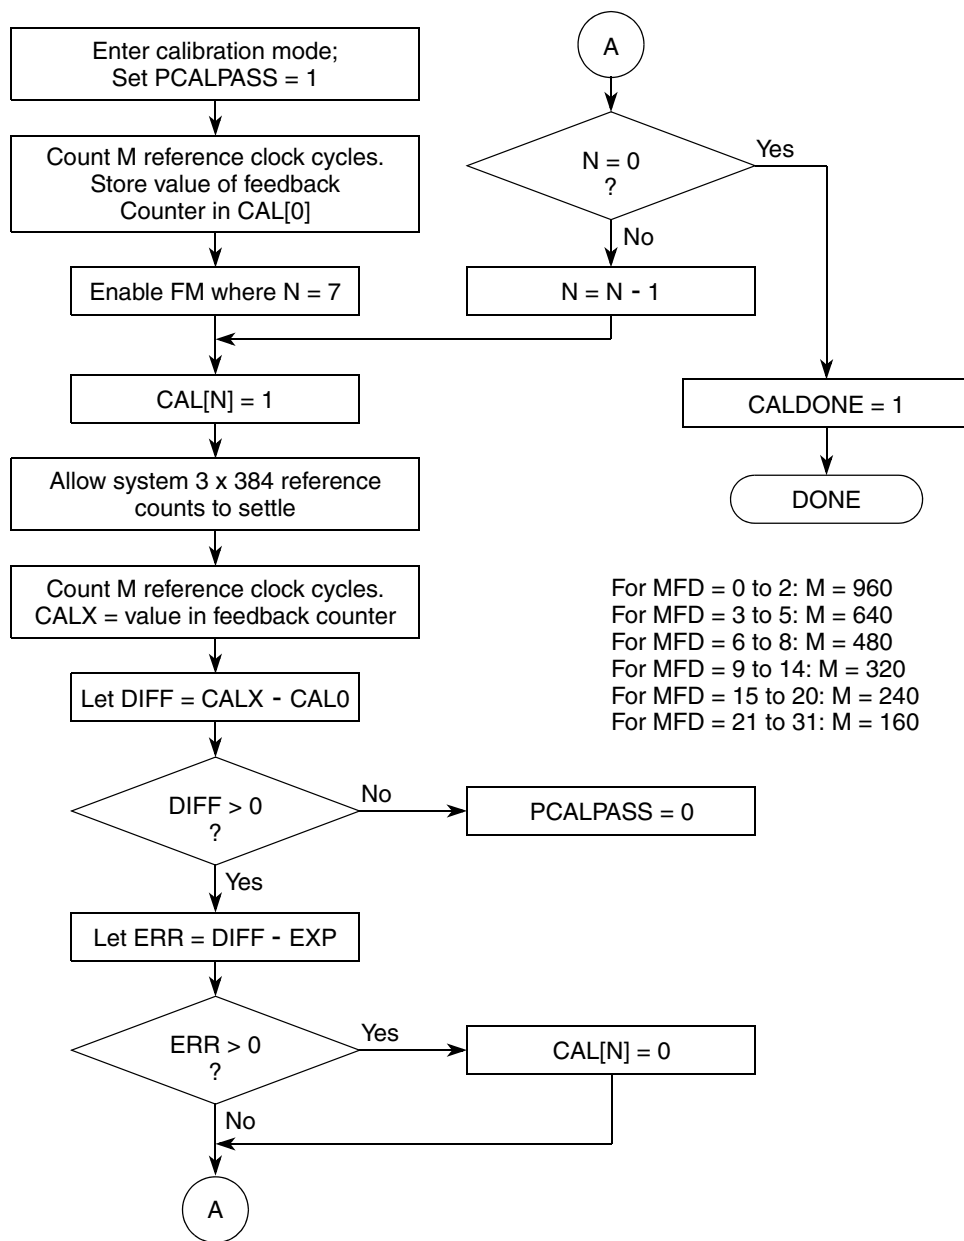 Enter calibration mode;
Set PCALPASS = 1
Count M reference clock cycles.
Store value of feedback
Counter in CAL[0]
Enable FM where N = 7
CAL[N] = 1
Allow system 3 x 384 reference
counts to settle
Count M reference clock cycles.
CALX = value in feedback counter
Let DIFF = CALX - CAL0
DIFF > 0
?
No
PCALPASS = 0
Yes
Let ERR = DIFF - EXP
ERR > 0
?
Yes
CAL[N] = 0
No
A
A
N = 0
?
Yes
No
N = N - 1
CALDONE = 1
DONE
For MFD = 0 to 2: M = 960
For MFD = 3 to 5: M = 640
For MFD = 6 to 8: M = 480
For MFD = 9 to 14: M = 320
For MFD = 15 to 20: M = 240
For MFD = 21 to 31: M = 160